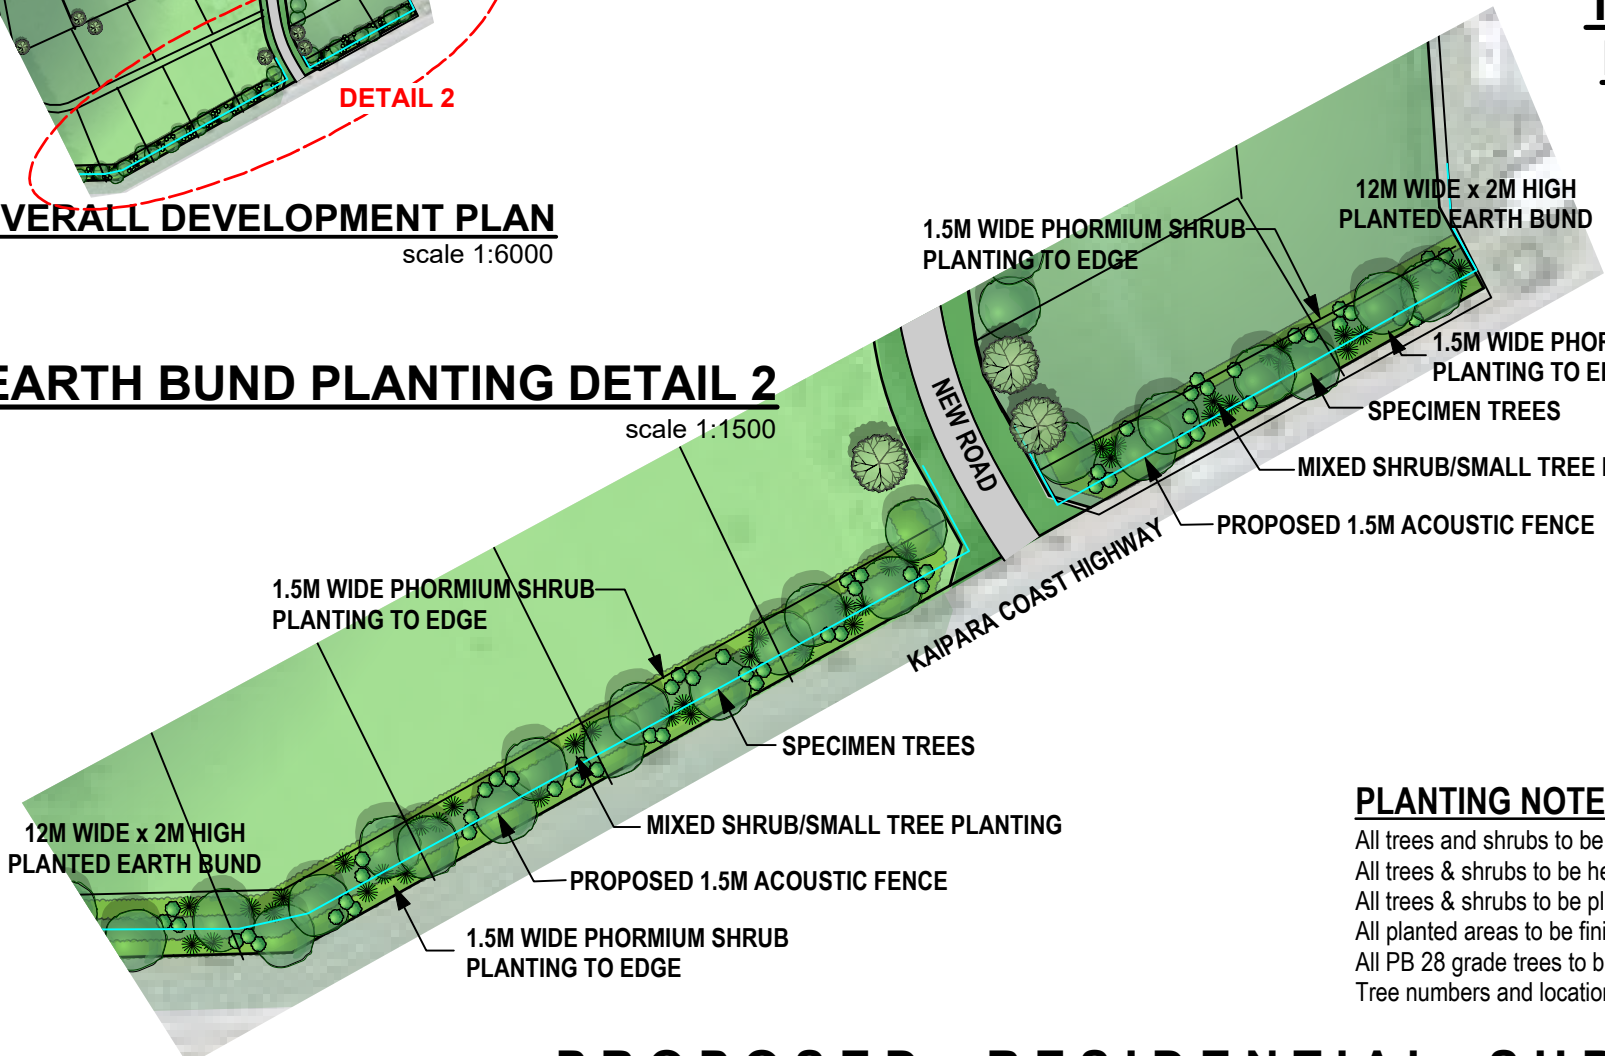 DETAIL 2
VERALL DEVELOPMENT PLAN
scale 1:6000
EARTH BUND PLANTING DETAIL 2
scale 1:1500
12M WIDE x 2M HIGH
PLANTED EARTH BUND
1.5M WIDE PHORMIUM SHRUB
PLANTING TO EDGE
1.5M WIDE PHOR
PLANTING TO E
SPECIMEN TREES
MIXED SHRUB/SMALL TREE
PROPOSED 1.5M ACOUSTIC FENCE
NEW ROAD
KAIPARA COAST HIGHWAY
1.5M WIDE PHORMIUM SHRUB
PLANTING TO EDGE
SPECIMEN TREES
MIXED SHRUB/SMALL TREE PLANTING
PROPOSED 1.5M ACOUSTIC FENCE
1.5M WIDE PHORMIUM SHRUB
PLANTING TO EDGE
12M WIDE x 2M HIGH
PLANTED EARTH BUND
PLANTING NOTE
All trees and shrubs to be
All trees & shrubs to be he
All trees & shrubs to be pl
All planted areas to be fini
All PB 28 grade trees to b
Tree numbers and location
PROPOSED RESIDENTIAL SU